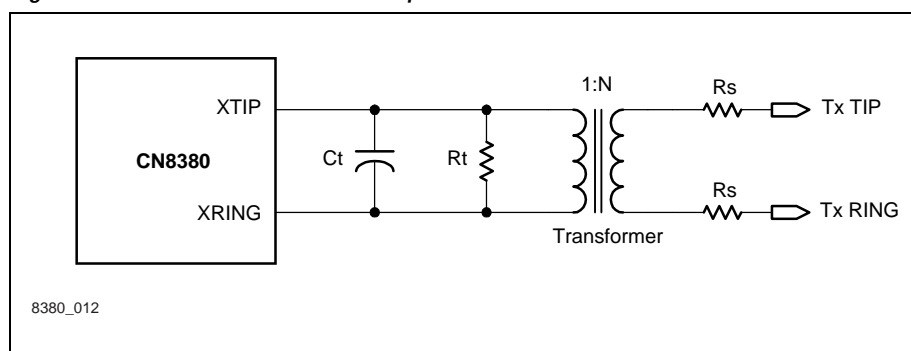 1:N
Rs
XTIP
Tx TIP
CN8380
Ct
Rt
Rs
XRING
Tx RING
Transformer
8380_012